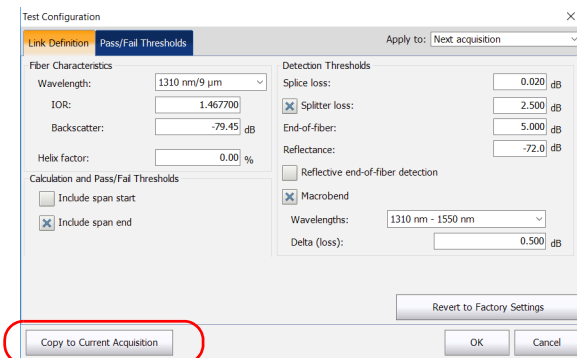 Test Configuration
Link Definition Pass/Fail Thresholds Apply to: Next acquisition
Fiber Characteristics
Wavelength: 1310 nm/9 µm
IOR: 1.467700
Backscatter: -79.45 dB
Helix factor: 0.00 %
Calculation and Pass/Fail Thresholds
Include span start
Include span end
Detection Thresholds
Splice loss: 0.020 dB
Splitter loss: 2.500 dB
End-of-fiber: 5.000 dB
Reflectance: -72.0 dB
Reflective end-of-fiber detection
Macrobend
Wavelengths: 1310 nm - 1550 nm
Delta (loss): 0.500 dB
Revert to Factory Settings
Copy to Current Acquisition OK Cancel